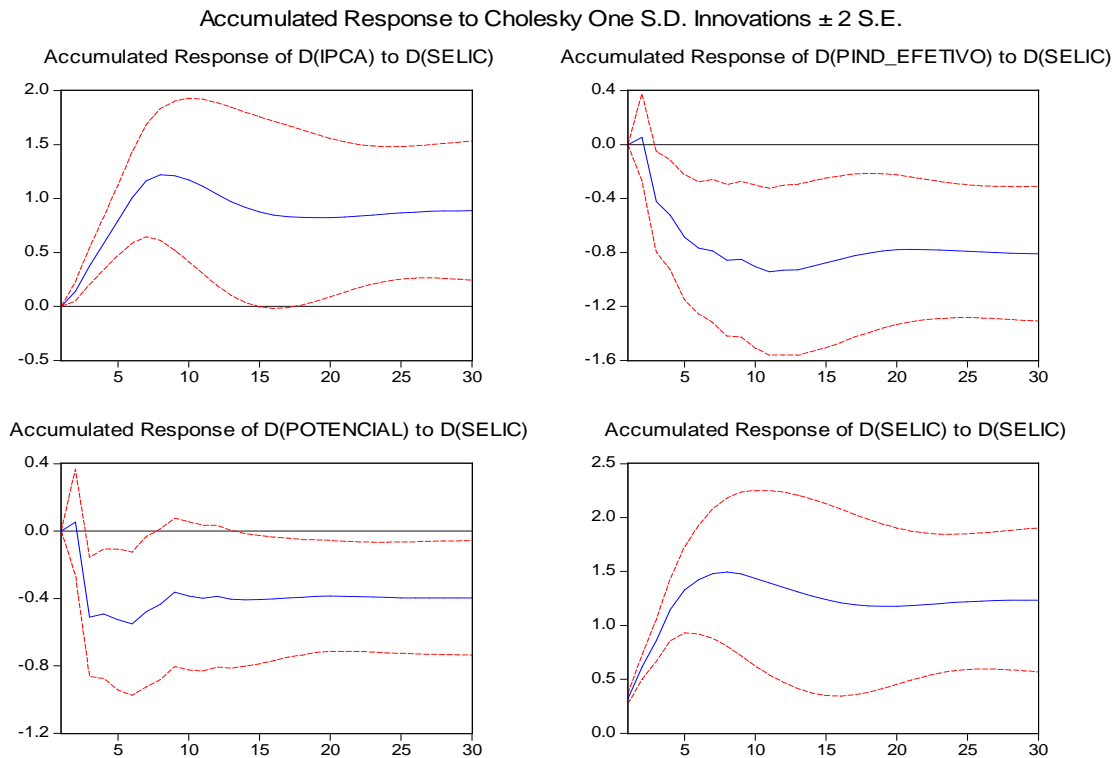 Accumulated Response to Cholesky One S.D. Innovations ± 2 S.E.
Accumulated Response of D(IPCA) to D(SELIC)
2.0
1.5
1.0
0.5
0.0
-0.5
5 10 15 20 25 30
Accumulated Response of D(PIND_EFETIVO) to D(SELIC)
0.4
0.0
-0.4
-0.8
-1.2
-1.6
5 10 15 20 25 30
Accumulated Response of D(POTENCIAL) to D(SELIC)
0.4
0.0
-0.4
-0.8
-1.2
5 10 15 20 25 30
Accumulated Response of D(SELIC) to D(SELIC)
2.5
2.0
1.5
1.0
0.5
0.0
5 10 15 20 25 30